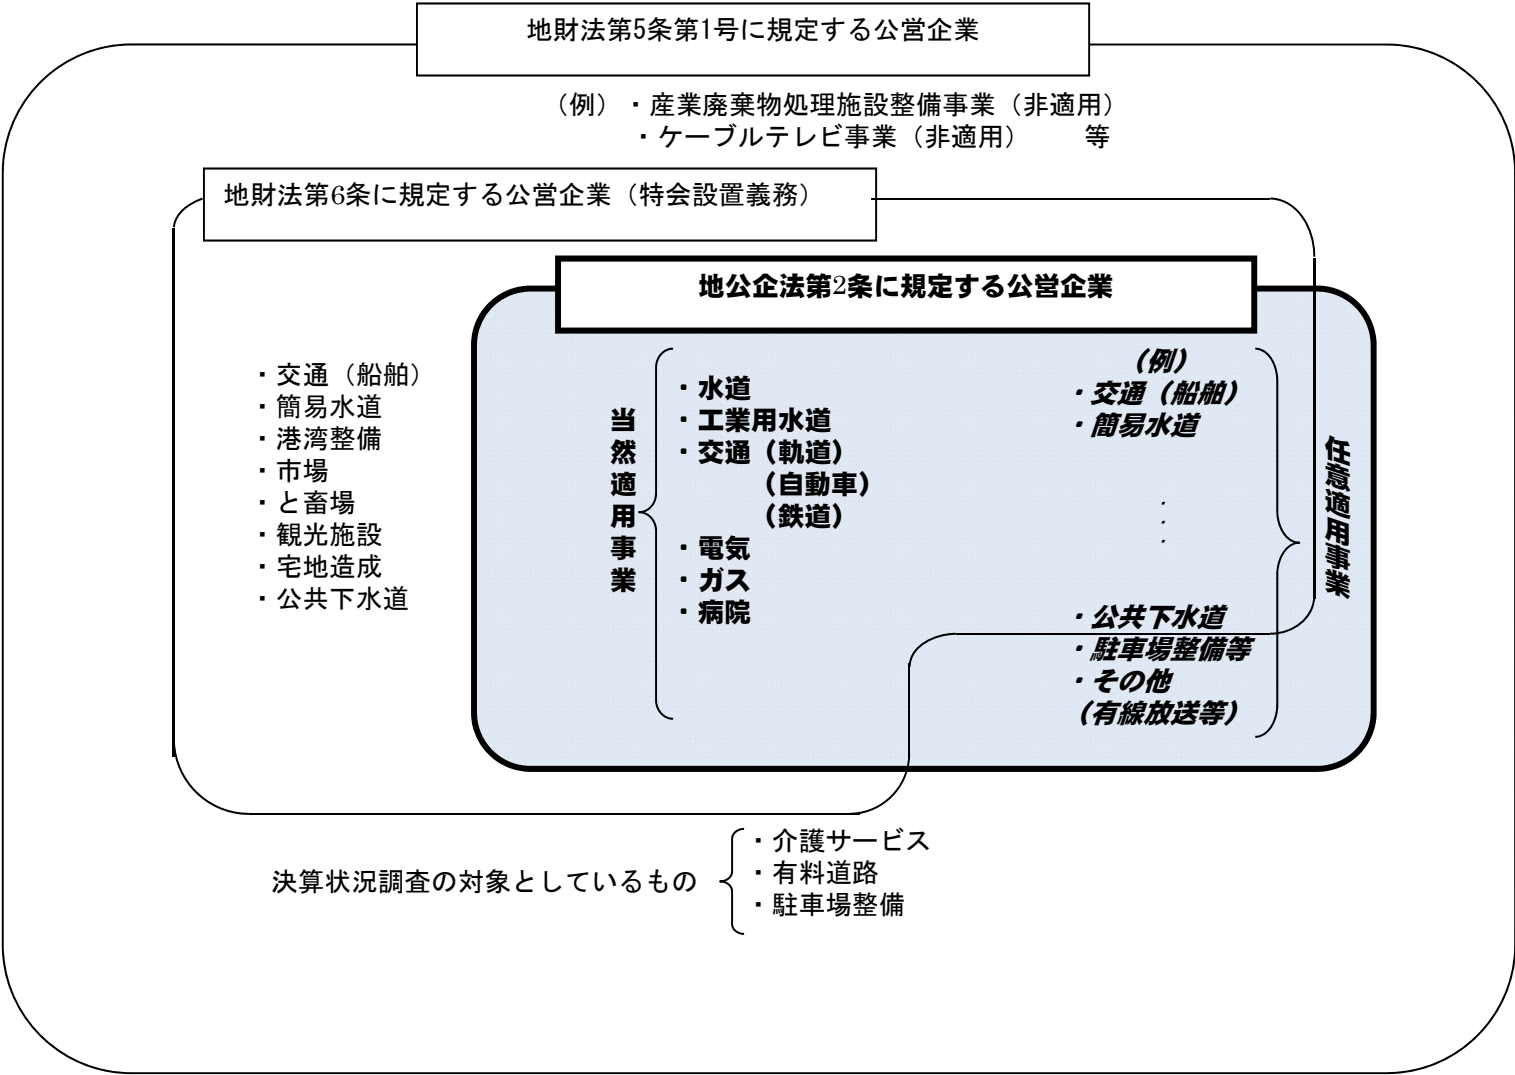 地財法第5条第1号に規定する公営企業
（例）・産業廃棄物処理施設整備事業（非適用）
・ケーブルテレビ事業（非適用）　　等
地財法第6条に規定する公営企業（特会設置義務）
地公企法第2条に規定する公営企業
・交通（船舶）
・簡易水道
・港湾整備
・市場
・と畜場
・観光施設
・宅地造成
・公共下水道
当然適用事業
・水道
・工業用水道
・交通（軌道）
（自動車）
（鉄道）
・電気
・ガス
・病院
（例）
・交通（船舶）
・簡易水道
・
・
・
・公共下水道
・駐車場整備等
・その他
（有線放送等）
任意適用事業
決算状況調査の対象としているもの
・介護サービス
・有料道路
・駐車場整備